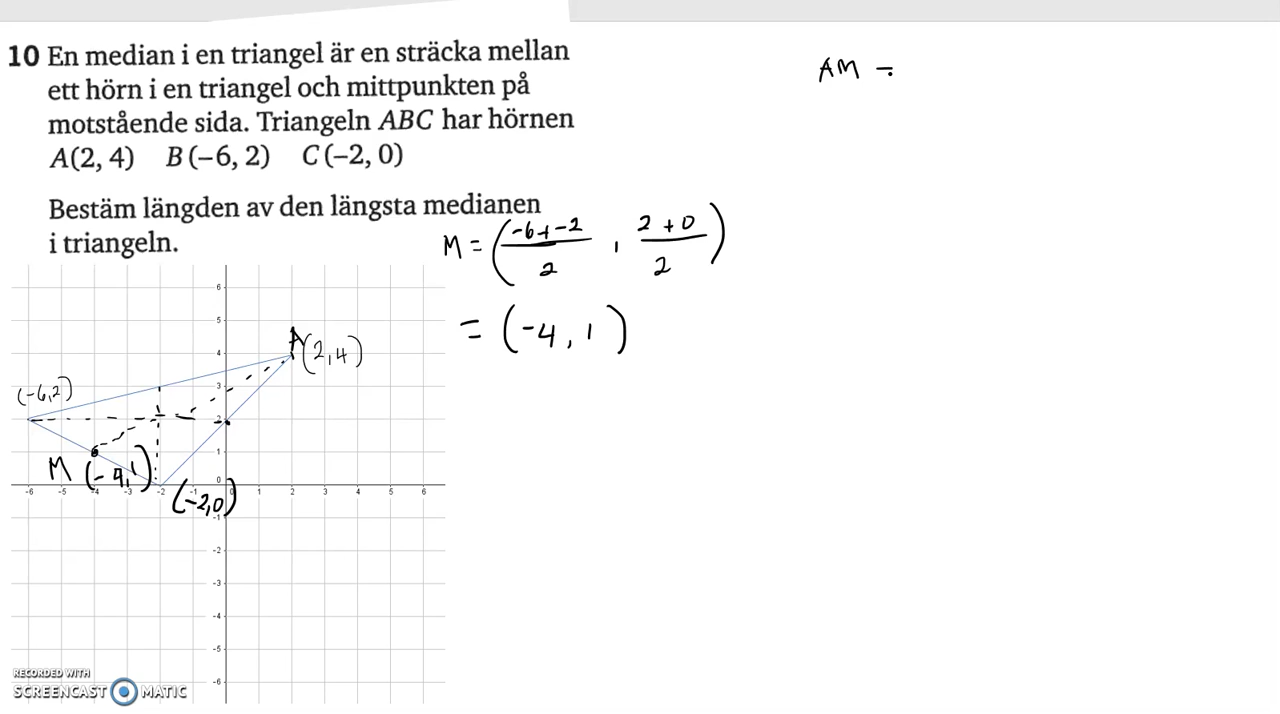 10 En median i en triangel är en sträcka mellan
ett hörn i en triangel och mittpunkten på
motstående sida. Triangeln ABC har hörnen
A(2, 4) B(−6, 2) C(−2, 0)
Bestäm längden av den längsta medianen
i triangeln.
AM =
M = (-6+-2/2, 2+0/2)
= (-4, 1)
6
5
A(2,4)
4
(-6,2)
3
2
1
M (-4,1)
0
-6 -5 -4 -3 -2 -1 0 1 2 3 4 5 6
(-2,0)
-1
-2
-3
-4
-5
-6
RECORDED WITH
SCREENCAST MATIC